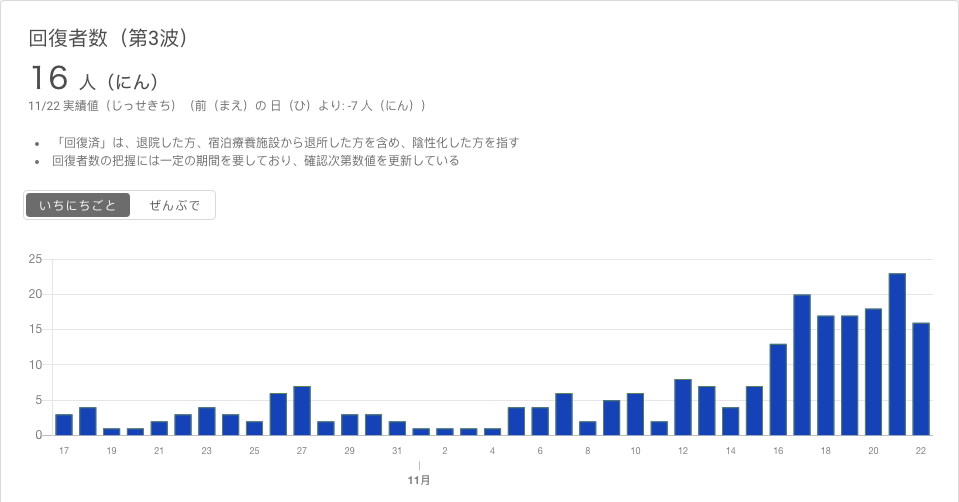 回復者数（第3波）
16 人（にん）
11/22 実績値（じっせきち）（前（まえ）の 日（ひ）より: -7 人（にん））
• 「回復済」は、退院した方、宿泊療養施設から退所した方を含め、陰性化した方を指す
• 回復者数の把握には一定の期間を要しており、確認次第数値を更新している
いちにちごと ぜんぶで
25
20
15
10
5
0
17 19 21 23 25 27 29 31 2 4 6 8 10 12 14 16 18 20 22
11月